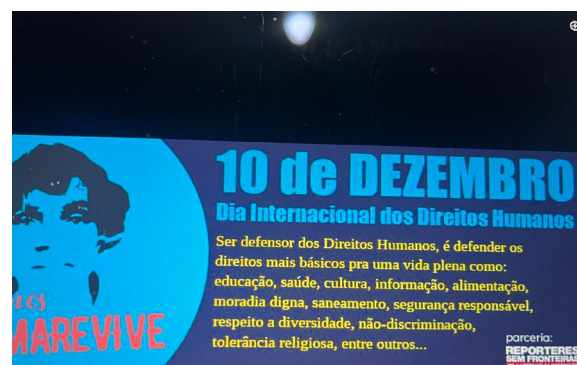 10 de DEZEMBRO
Dia Internacional dos Direitos Humanos
Ser defensor dos Direitos Humanos, é defender os
direitos mais básicos pra uma vida plena como:
educação, saúde, cultura, informação, alimentação,
moradia digna, saneamento, segurança responsável,
respeito a diversidade, não-discriminação,
tolerância religiosa, entre outros...
MAREVIVE
parceria:
REPORTERES
SEM FRONTEIRAS